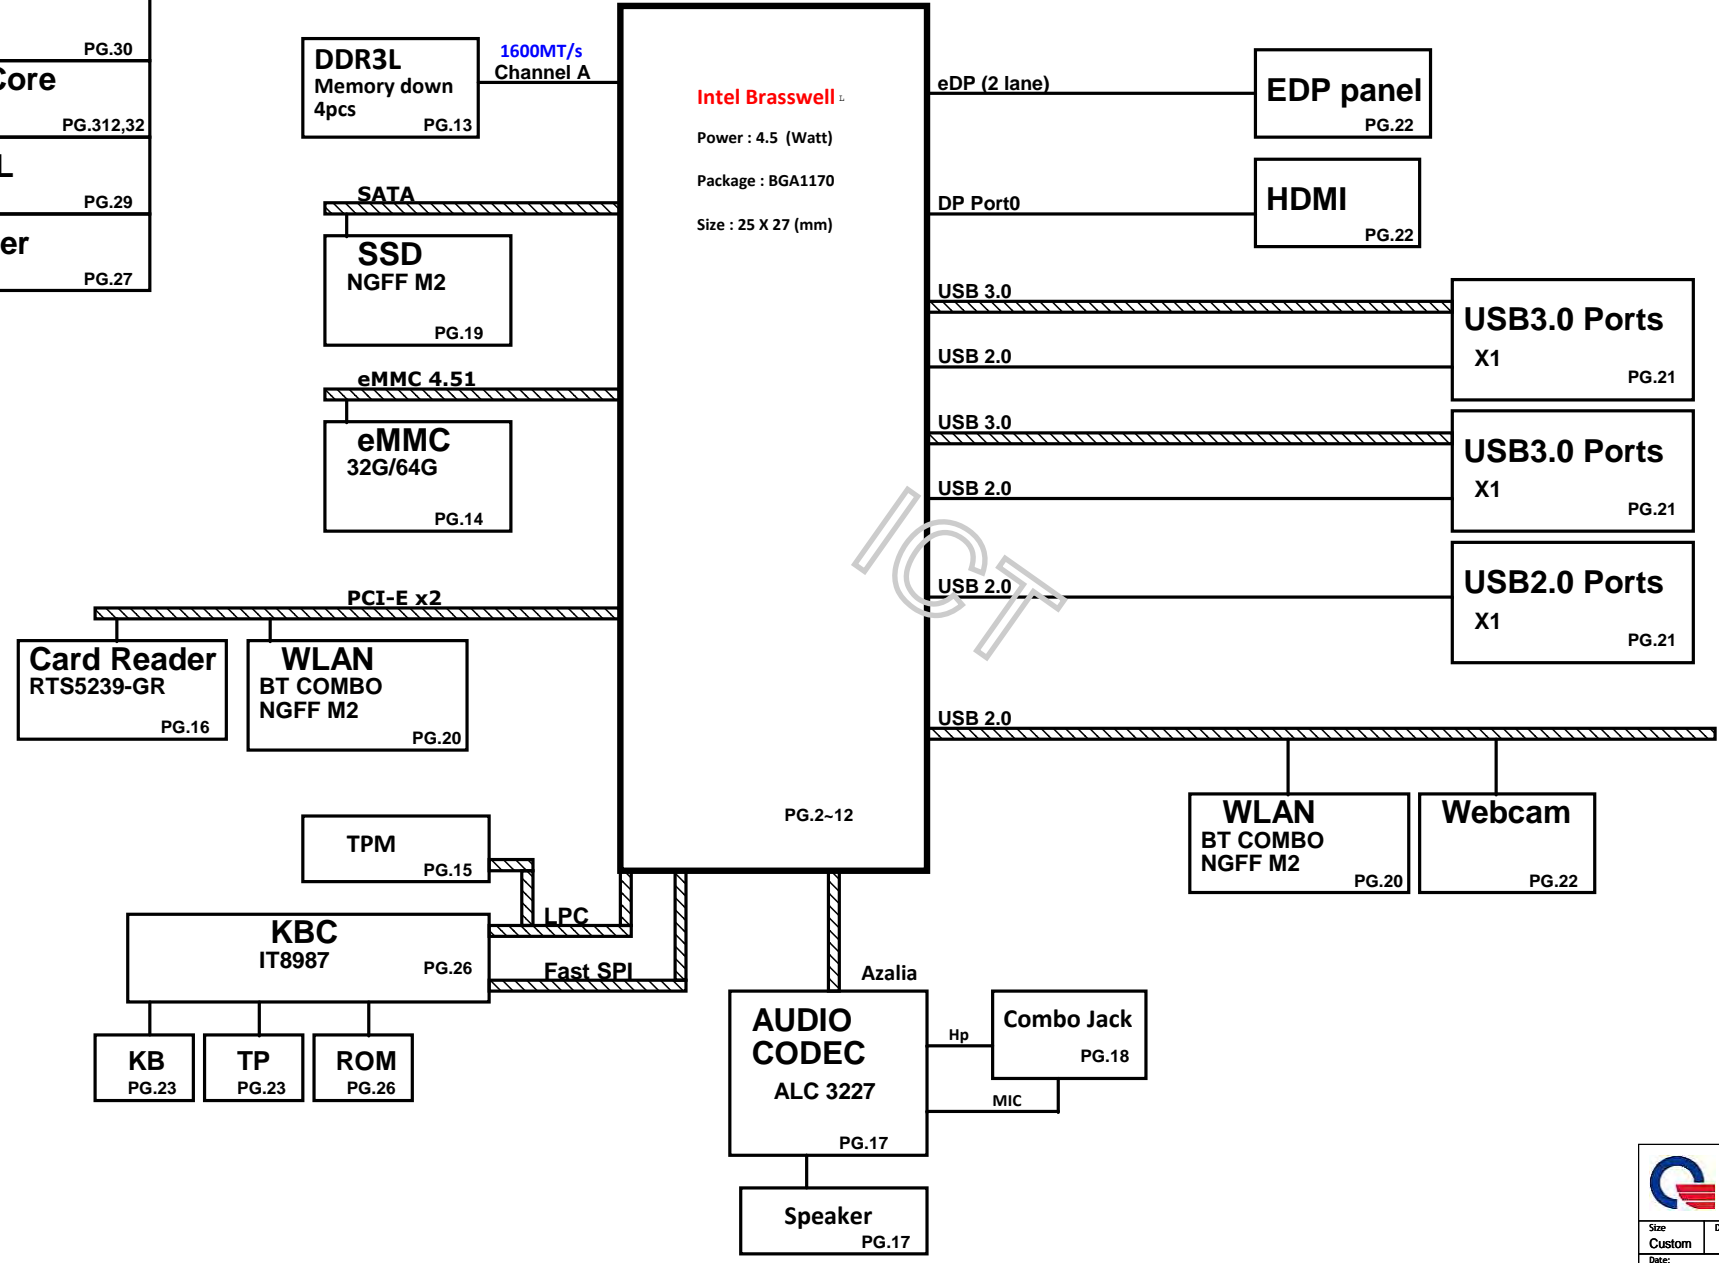 PG.30
Core
PG.312,32
L
PG.29
er
PG.27
DDR3L
Memory down
4pcs
PG.13
1600MT/s
Channel A
SATA
SSD
NGFF M2
PG.19
eMMC 4.51
eMMC
32G/64G
PG.14
PCI-E x2
Card Reader
RTS5239-GR
PG.16
WLAN
BT COMBO
NGFF M2
PG.20
TPM
PG.15
LPC
KBC
IT8987
PG.26
Fast SPI
KB
PG.23
TP
PG.23
ROM
PG.26
Intel Brasswell
Power : 4.5 (Watt)
Package : BGA1170
Size : 25 X 27 (mm)
PG.2~12
ICT
eDP (2 lane)
EDP panel
PG.22
DP Port0
HDMI
PG.22
USB 3.0
USB 2.0
USB3.0 Ports
X1
PG.21
USB 3.0
USB 2.0
USB3.0 Ports
X1
PG.21
USB 2.0
USB2.0 Ports
X1
PG.21
USB 2.0
WLAN
BT COMBO
NGFF M2
PG.20
Webcam
PG.22
Azalia
AUDIO
CODEC
ALC 3227
PG.17
Hp
MIC
Combo Jack
PG.18
Speaker
PG.17
Size
Custom
Date: